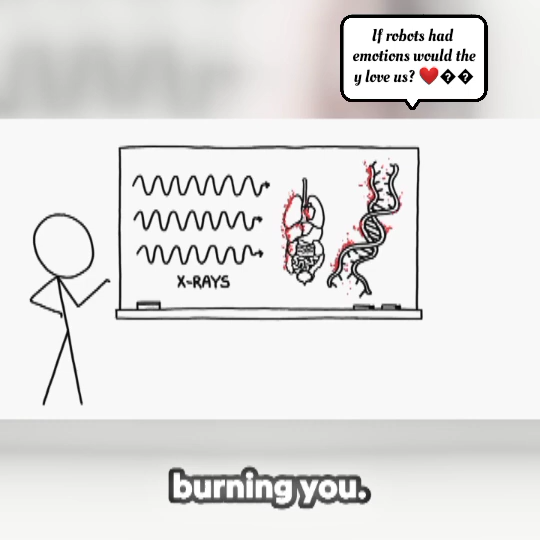 If robots had
emotions would the
y love us? ❤️��
X-RAYS
burning you.